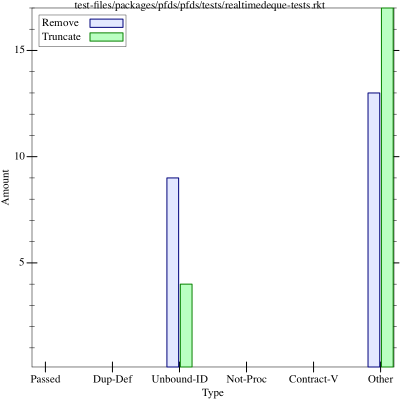 test-files/packages/pfds/pfds/tests/realtimedeque-tests.rkt
Remove
Truncate
15
10
5
Amount
Passed Dup-Def Unbound-ID Not-Proc Contract-V Other
Type